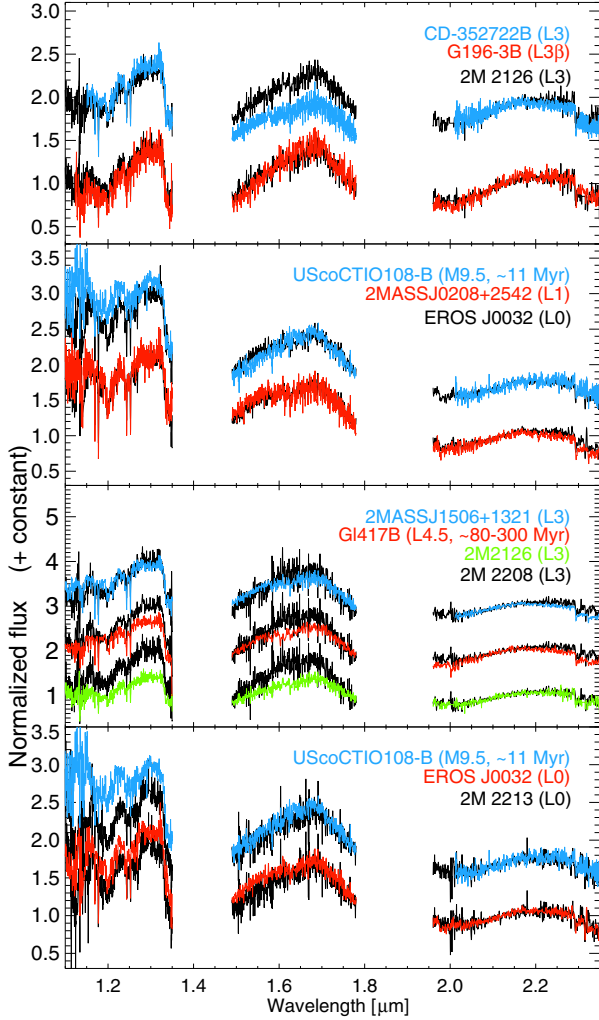 3.0
2.5
2.0
1.5
1.0
0.5
CD-352722B (L3)
G196-3B (L3β)
2M 2126 (L3)
3.5
3.0
2.5
2.0
1.5
1.0
0.5
UScoCTIO108-B (M9.5, ~11 Myr)
2MASSJ0208+2542 (L1)
EROS J0032 (L0)
5
4
3
2
1
2MASSJ1506+1321 (L3)
Gl417B (L4.5, ~80-300 Myr)
2M2126 (L3)
2M 2208 (L3)
3.0
2.5
2.0
1.5
1.0
0.5
UScoCTIO108-B (M9.5, ~11 Myr)
EROS J0032 (L0)
2M 2213 (L0)
Normalized flux (+ constant)
1.2 1.4 1.6 1.8 2.0 2.2
Wavelength [μm]